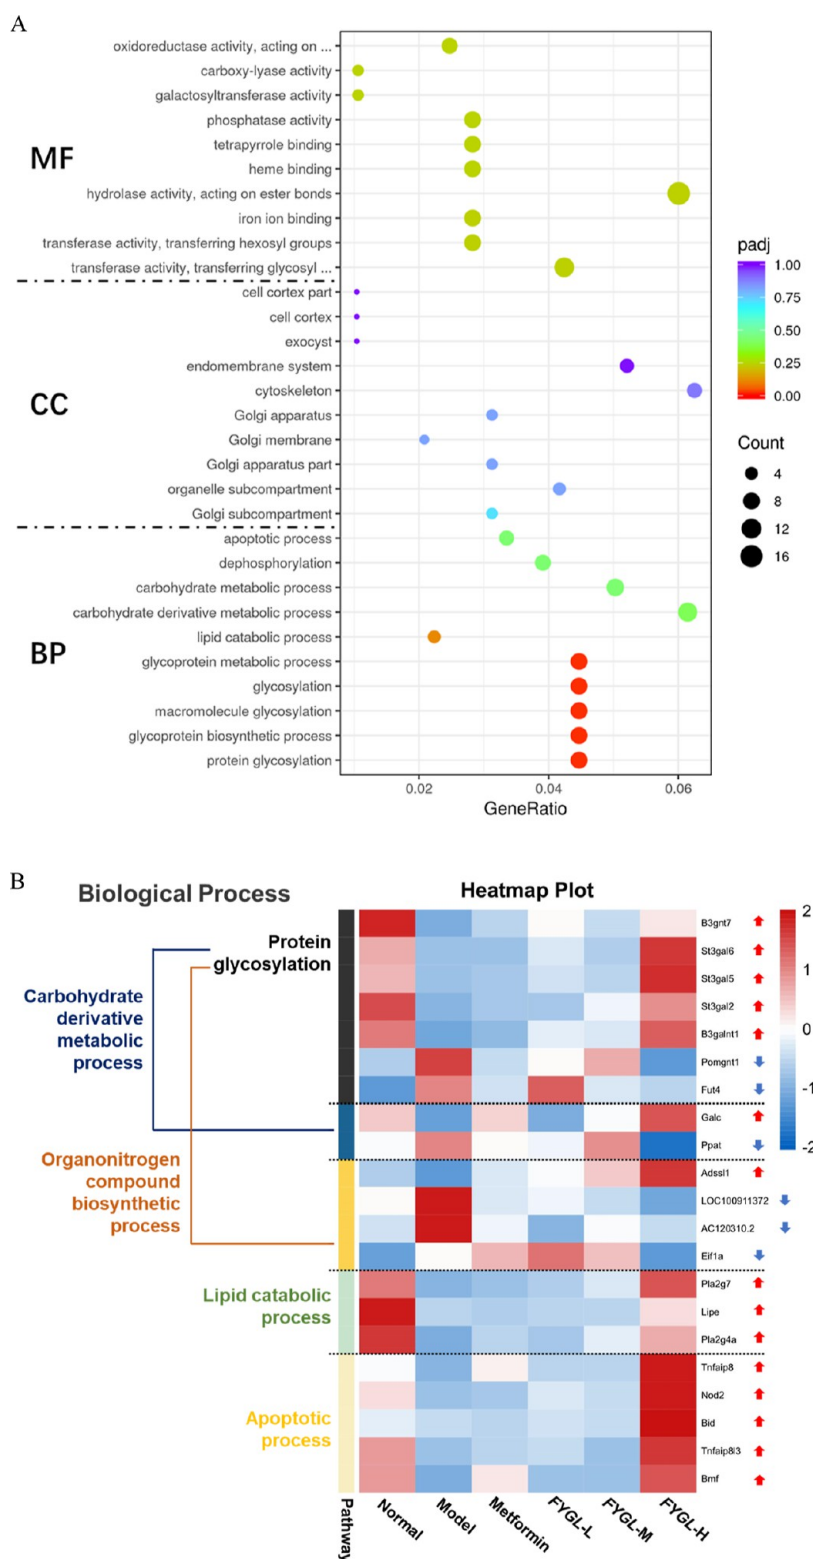 A
oxidoreductase activity, acting on ...
carboxy-lyase activity
galactosyltransferase activity
phosphatase activity
tetrapyrrole binding
heme binding
hydrolase activity, acting on ester bonds
iron ion binding
transferase activity, transferring hexosyl groups
transferase activity, transferring glycosyl ...
MF
cell cortex part
cell cortex
exocyst
endomembrane system
cytoskeleton
Golgi apparatus
Golgi membrane
Golgi apparatus part
organelle subcompartment
Golgi subcompartment
CC
apoptotic process
dephosphorylation
carbohydrate metabolic process
carbohydrate derivative metabolic process
lipid catabolic process
glycoprotein metabolic process
glycosylation
macromolecule glycosylation
glycoprotein biosynthetic process
protein glycosylation
BP
0.02 0.04 0.06
GeneRatio
padj
1.00
0.75
0.50
0.25
0.00
Count
4
8
12
16
B
Biological Process
Heatmap Plot
Protein
glycosylation
Carbohydrate
derivative
metabolic
process
Organonitrogen
compound
biosynthetic
process
Lipid catabolic
process
Apoptotic
process
B3gnt7
St3gal6
St3gal5
St3gal2
B3galnt1
Pomgnt1
Fut4
Galc
Ppat
Adssl1
LOC100911372
AC120310.2
Eif1a
Pla2g7
Lipe
Pla2g4a
Tnfaip8
Nod2
Bid
Tnfaip8l3
Bmf
2
1
0
-1
-2
Pathway
Normal
Model
Metformin
FYGL-L
FYGL-M
FYGL-H